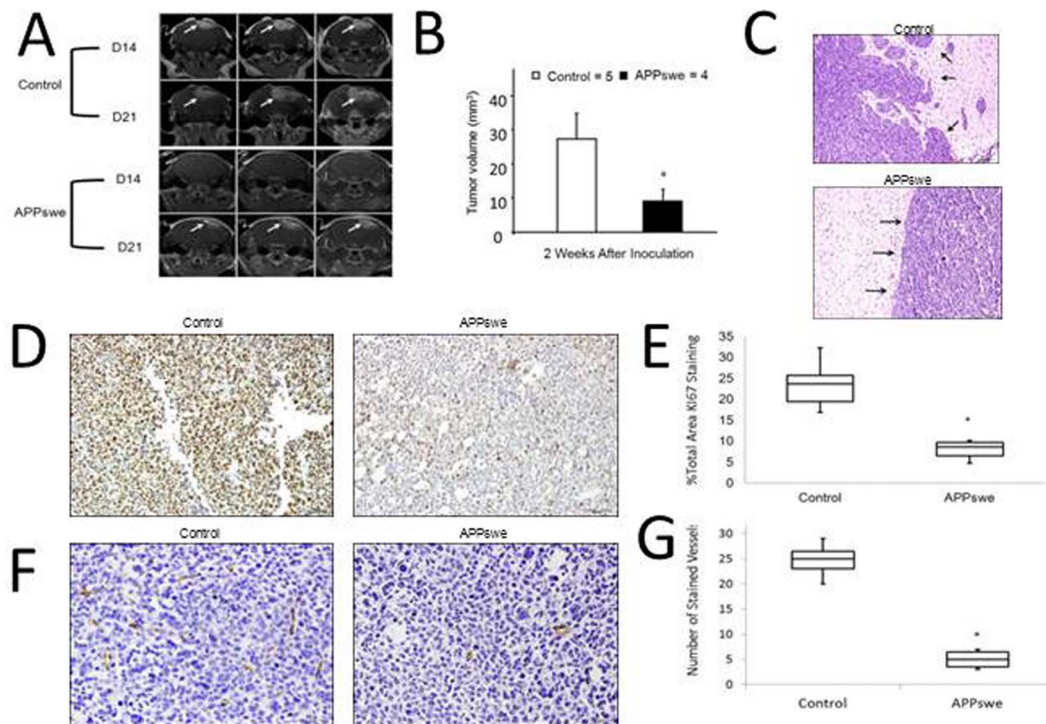 A
Control
D14
D21
APPswe
D14
D21
B
Control = 5 APPswe = 4
Tumor volume (mm³)
40
30
20
10
0
*
2 Weeks After Inoculation
C
Control
APPswe
D
Control
APPswe
E
%Total Area KI67 Staining
35
30
25
20
10
5
0
*
Control
APPswe
F
Control
APPswe
G
Number of Stained Vessel
30
25
20
15
10
5
0
*
Control
APPswe